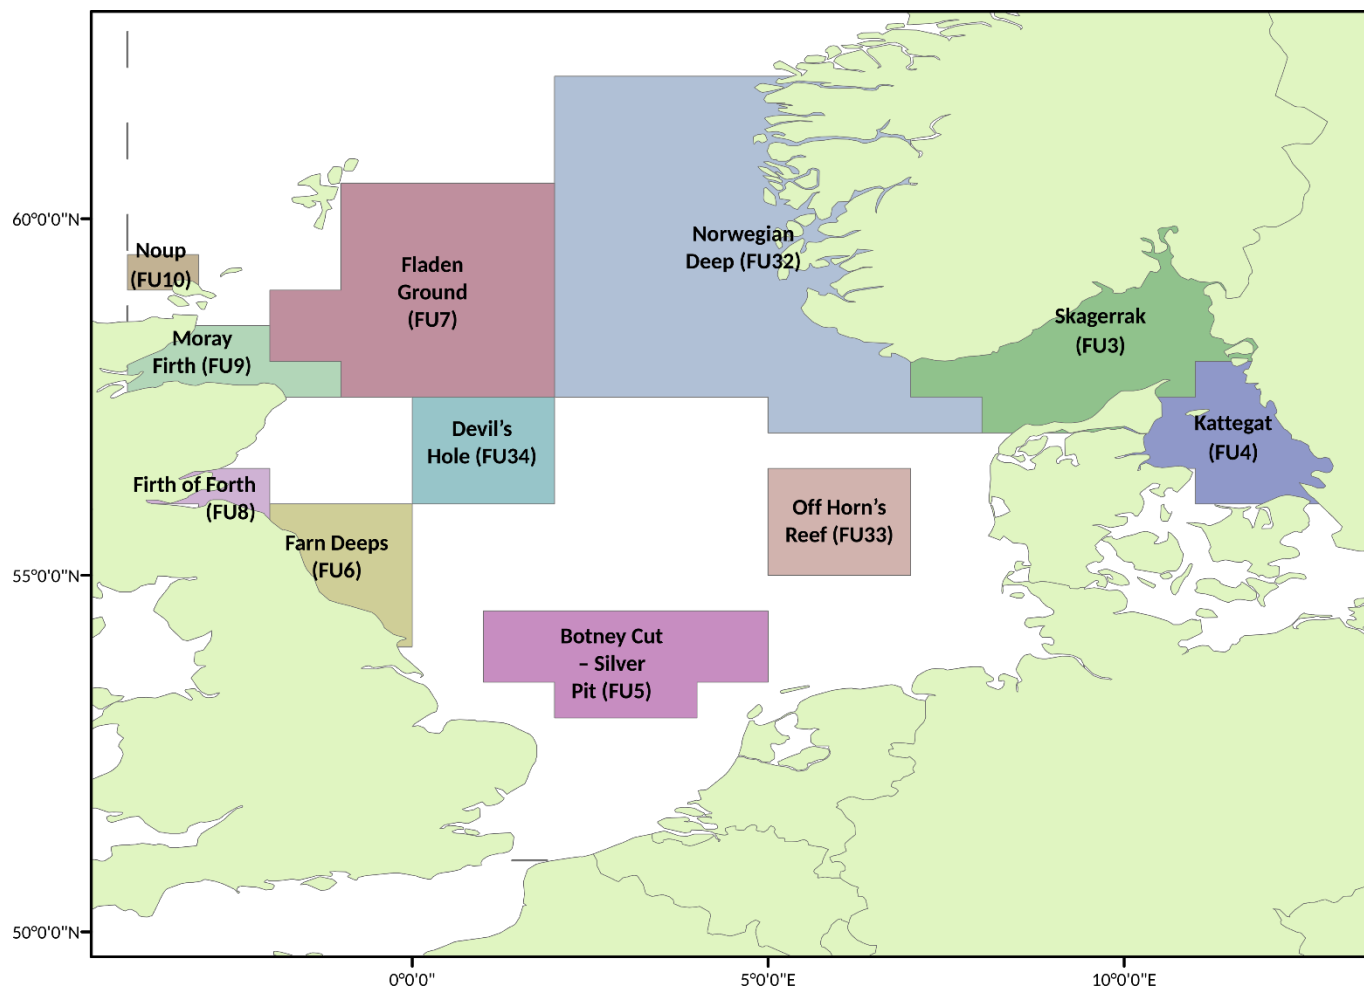 60°0'0"N
Noup
(FU10)
Norwegian
Deep (FU32)
Fladen
Ground
(FU7)
Skagerrak
(FU3)
Moray
Firth (FU9)
Kattegat
(FU4)
Devil’s
Hole (FU34)
Firth of Forth
(FU8)
Off Horn’s
Reef (FU33)
Farn Deeps
(FU6)
55°0'0"N
Botney Cut
– Silver
Pit (FU5)
50°0'0"N
0°0'0"
5°0'0"E
10°0'0"E